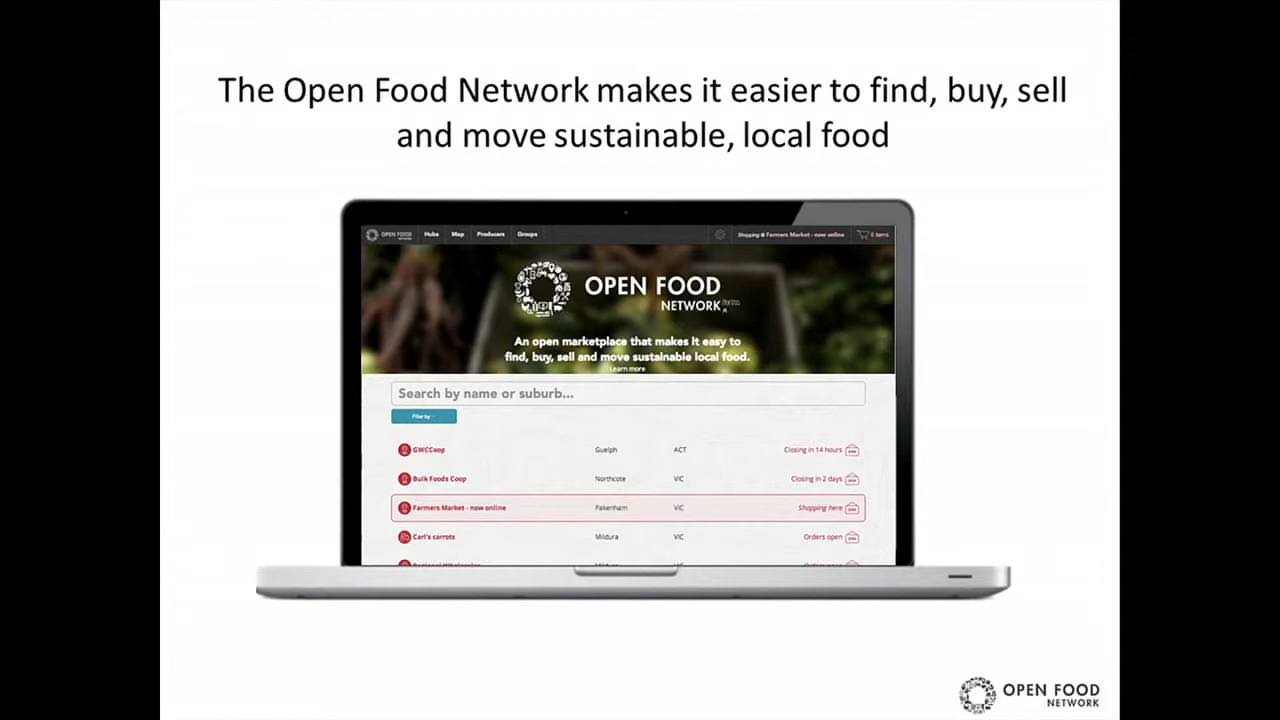 The Open Food Network makes it easier to find, buy, sell
and move sustainable, local food
OPEN FOOD
NETWORK
Hubs Map Producers Groups
Shopping @ Farmers Market - now online
0 items
OPEN FOOD
NETWORK
An open marketplace that makes it easy to
find, buy, sell and move sustainable local food.
Learn more
Search by name or suburb...
Filter by
GWCCoop Guelph ACT Closing in 14 hours
Bulk Foods Coop Northcote VIC Closing in 2 days
Farmers Market - now online Pakenham VIC Shopping here
Carl's carrots Mildura VIC Orders open
OPEN FOOD
NETWORK